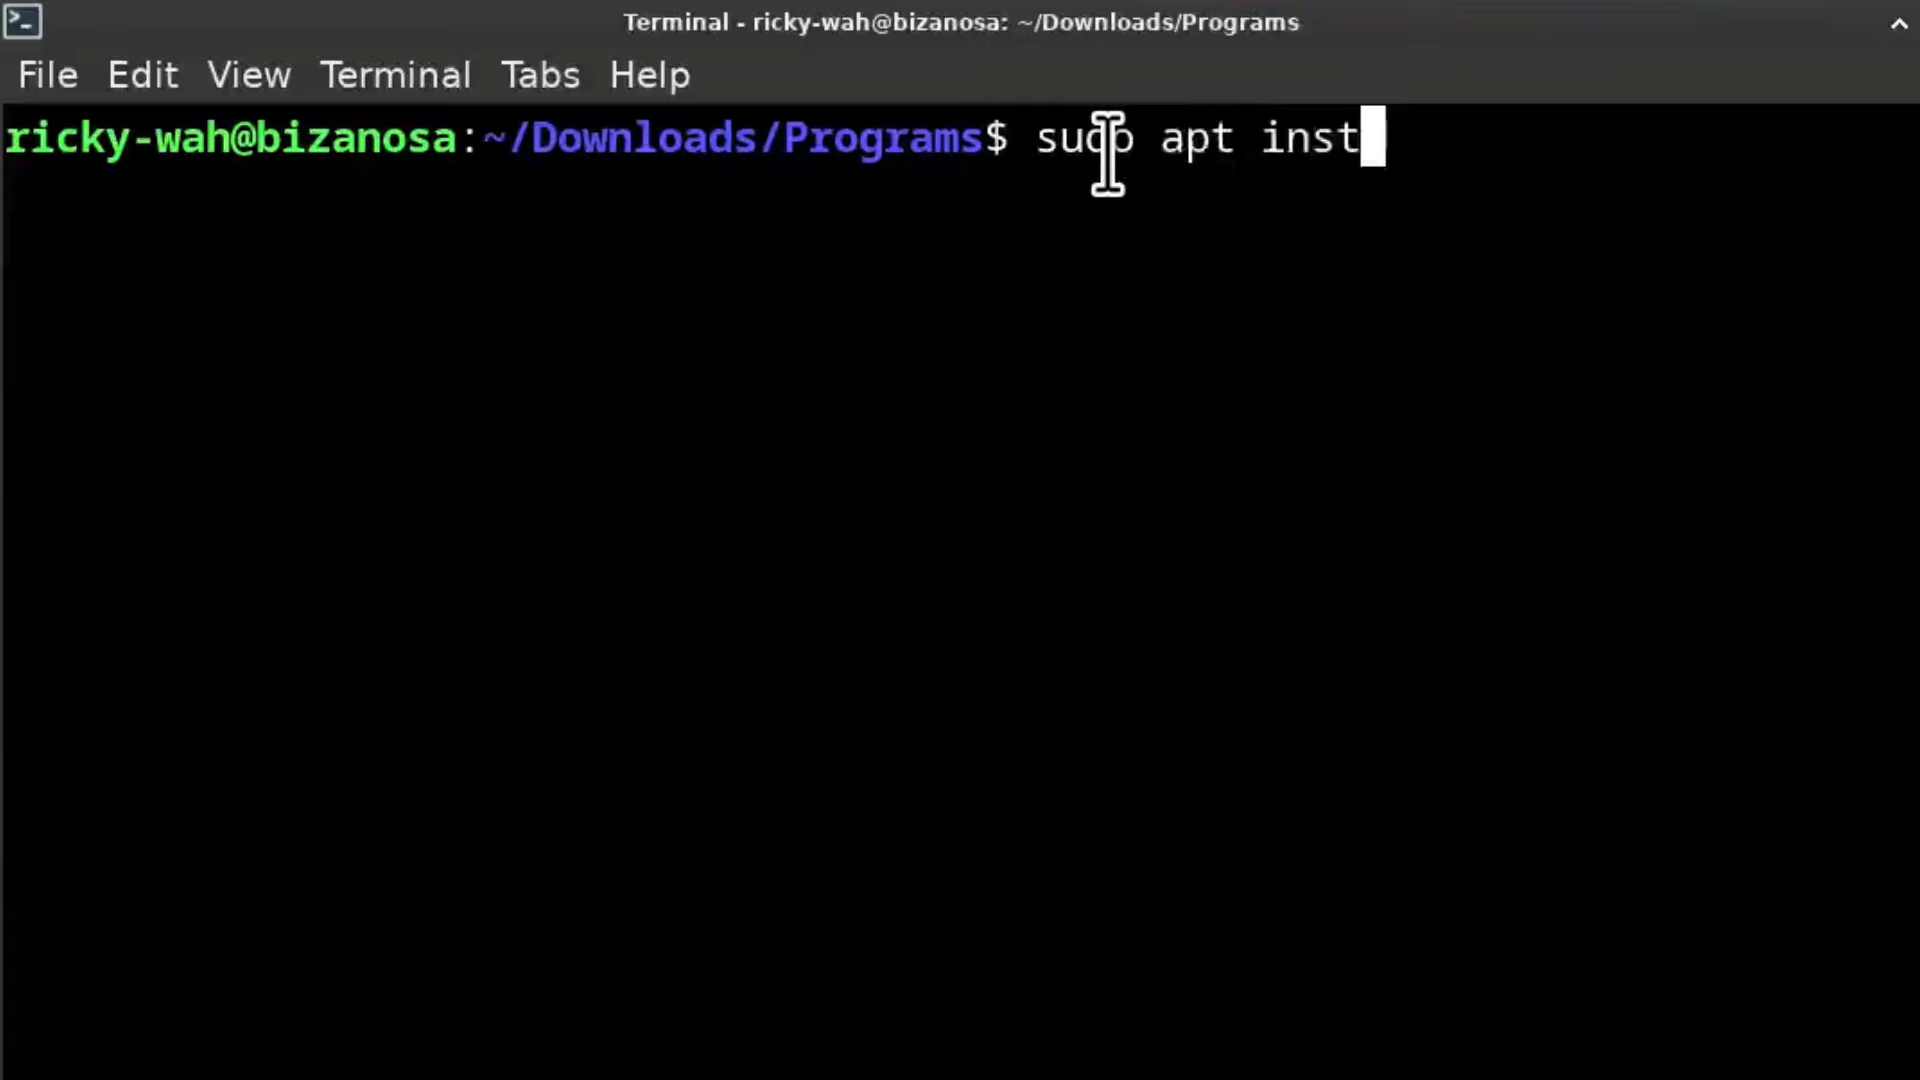 Terminal - ricky-wah@bizanosa: ~/Downloads/Programs
File Edit View Terminal Tabs Help
ricky-wah@bizanosa:~/Downloads/Programs$ sudo apt inst